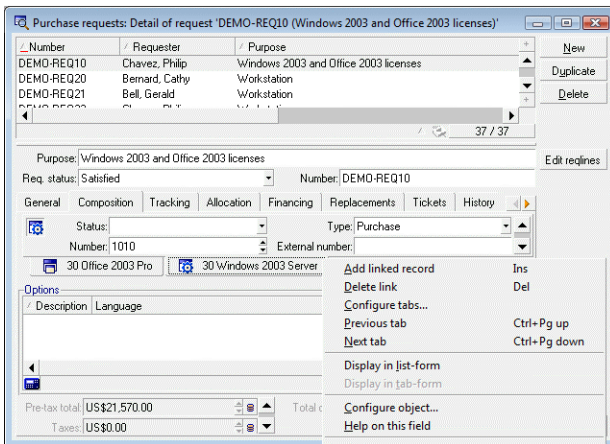 Purchase requests: Detail of request 'DEMO-REQ10 (Windows 2003 and Office 2003 licenses)'
Number Requester Purpose
DEMO-REQ10 Chavez, Philip Windows 2003 and Office 2003 licenses
DEMO-REQ20 Bernard, Cathy Workstation
DEMO-REQ21 Bell, Gerald Workstation
37 / 37
New
Duplicate
Delete
Purpose: Windows 2003 and Office 2003 licenses
Edit reqlines
Req. status: Satisfied Number: DEMO-REQ10
General Composition Tracking Allocation Financing Replacements Tickets History
Status: Type: Purchase
Number: 1010 External number:
30 Office 2003 Pro 30 Windows 2003 Server
Options
Description Language
Pre-tax total: US$21,570.00 Total
Taxes: US$0.00
Add linked record Ins
Delete link Del
Configure tabs...
Previous tab Ctrl+Pg up
Next tab Ctrl+Pg down
Display in list-form
Display in tab-form
Configure object...
Help on this field